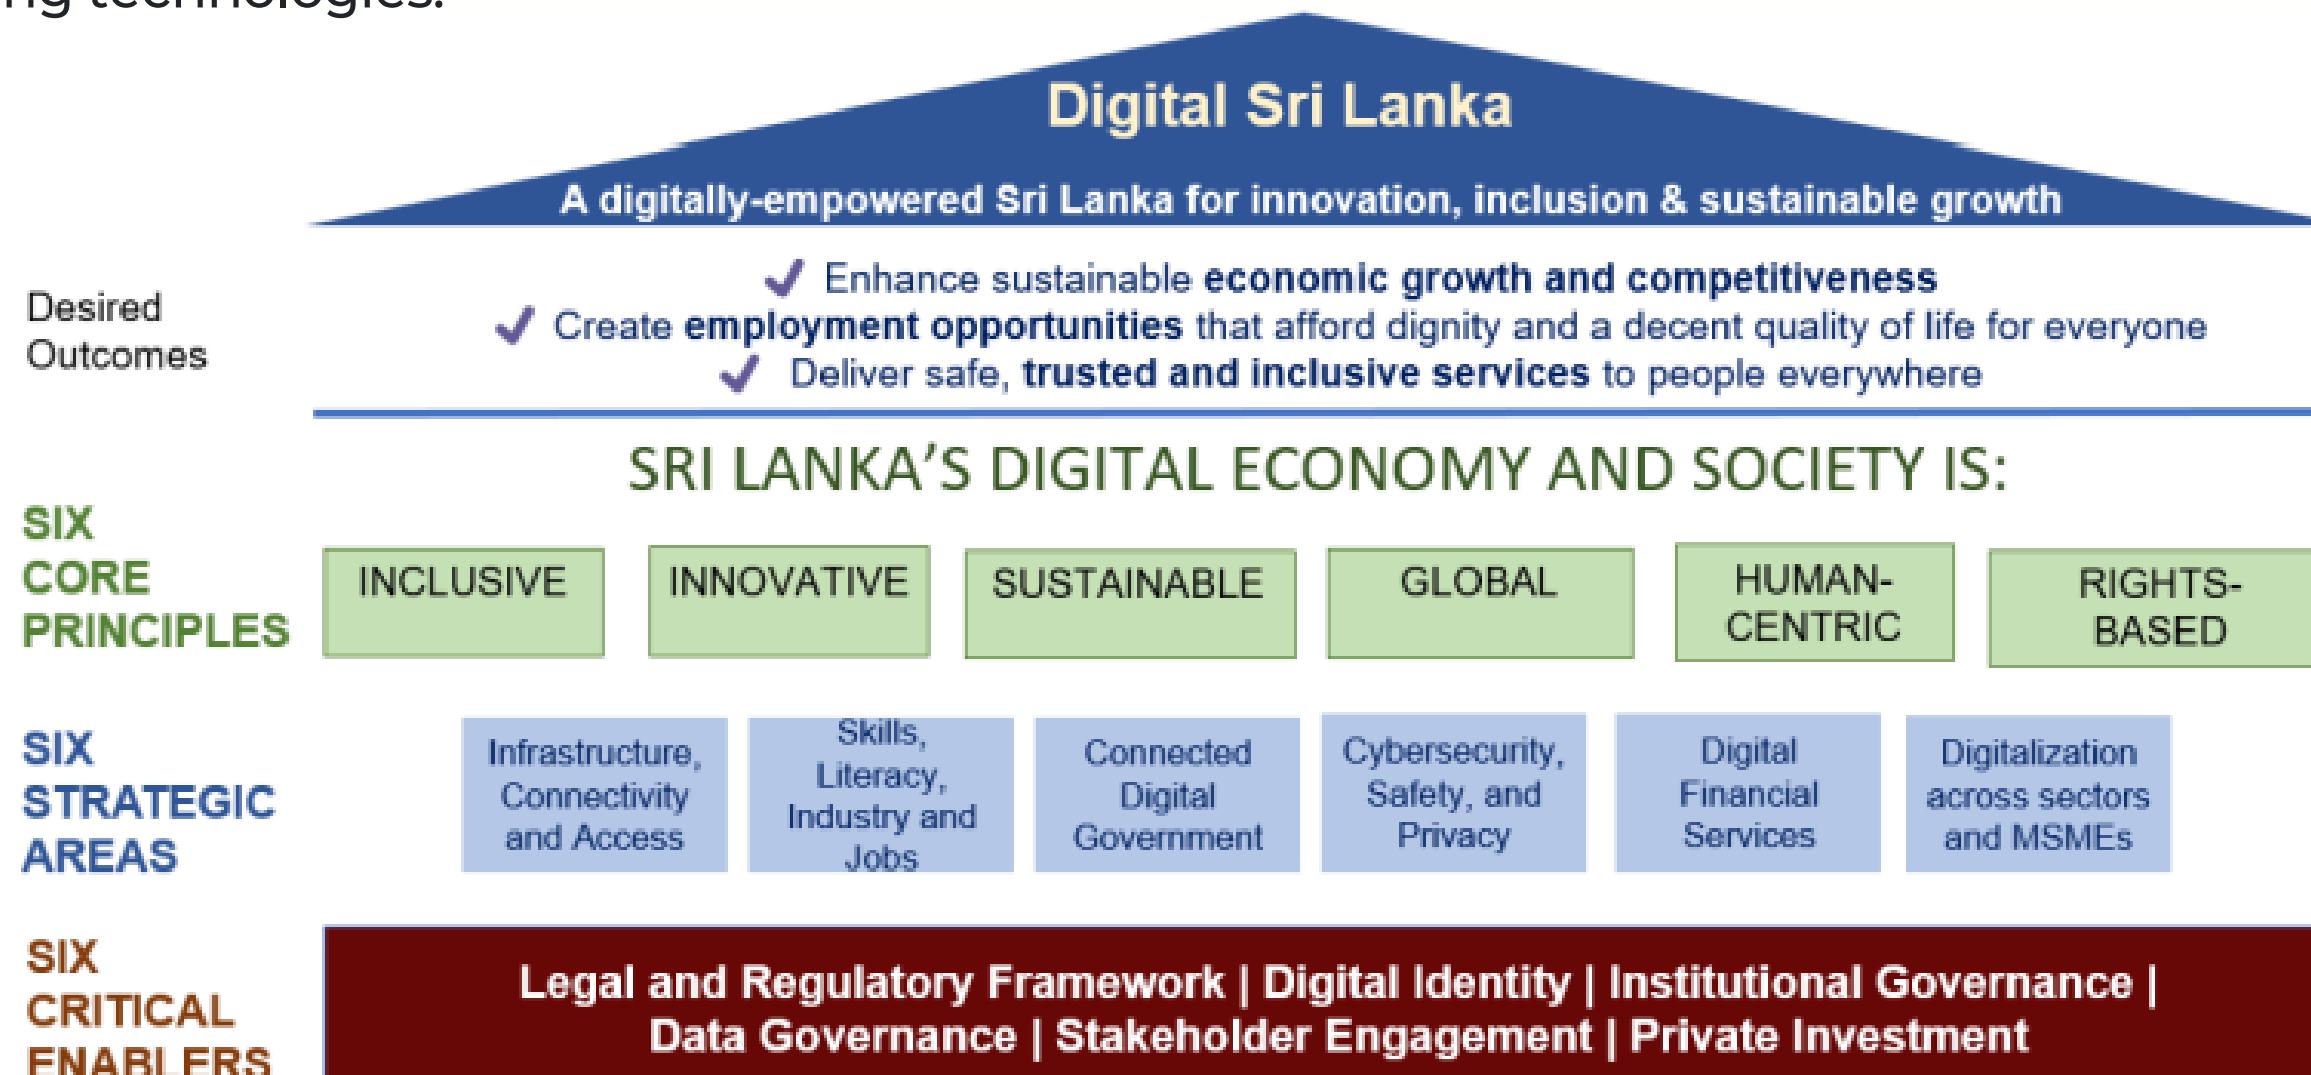 ng technologies.
Digital Sri Lanka
A digitally-empowered Sri Lanka for innovation, inclusion & sustainable growth
Desired
Outcomes
✔ Enhance sustainable economic growth and competitiveness
✔ Create employment opportunities that afford dignity and a decent quality of life for everyone
✔ Deliver safe, trusted and inclusive services to people everywhere
SRI LANKA’S DIGITAL ECONOMY AND SOCIETY IS:
SIX
CORE
PRINCIPLES
INCLUSIVE
INNOVATIVE
SUSTAINABLE
GLOBAL
HUMAN-
CENTRIC
RIGHTS-
BASED
SIX
STRATEGIC
AREAS
Infrastructure,
Connectivity
and Access
Skills,
Literacy,
Industry and
Jobs
Connected
Digital
Government
Cybersecurity,
Safety, and
Privacy
Digital
Financial
Services
Digitalization
across sectors
and MSMEs
SIX
CRITICAL
ENABLERS
Legal and Regulatory Framework | Digital Identity | Institutional Governance |
Data Governance | Stakeholder Engagement | Private Investment